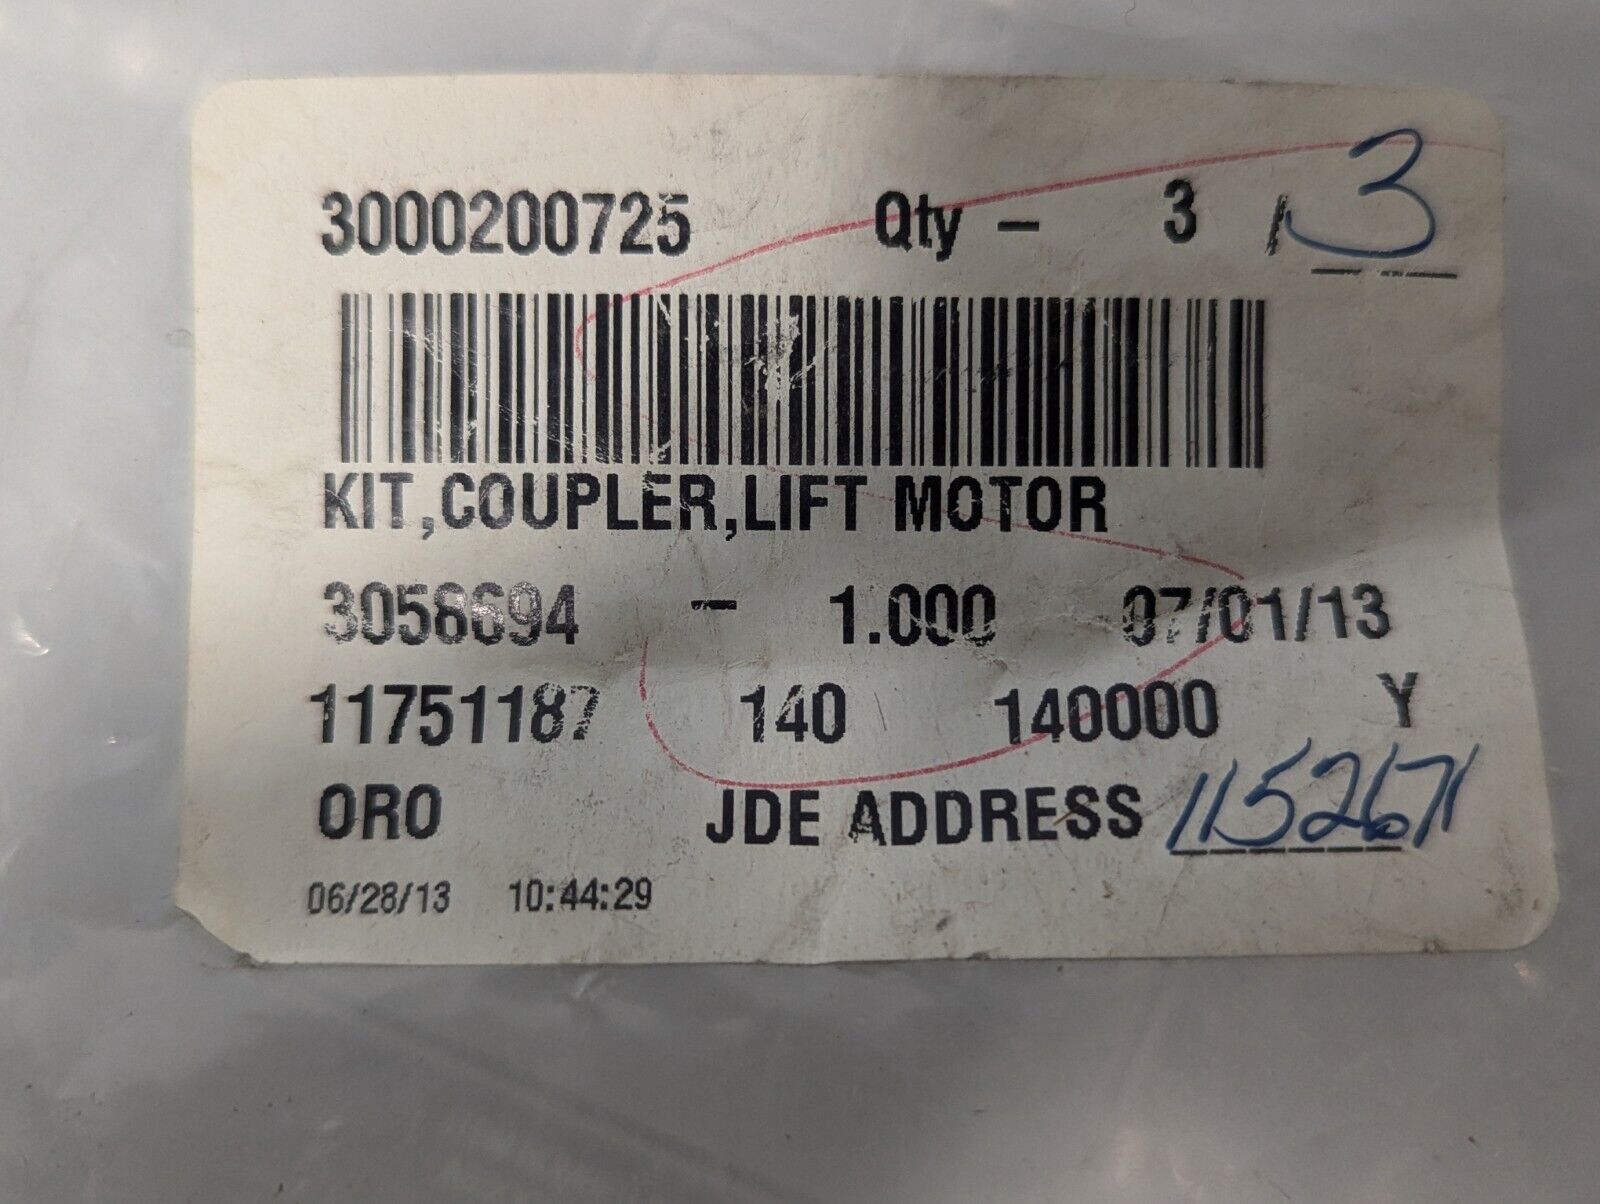 3000200725 Qty - 3 / 3
KIT,COUPLER,LIFT MOTOR
3058694 - 1.000 07/01/13
11751187 140 140000 Y
ORO JDE ADDRESS 1152671
06/28/13 10:44:29